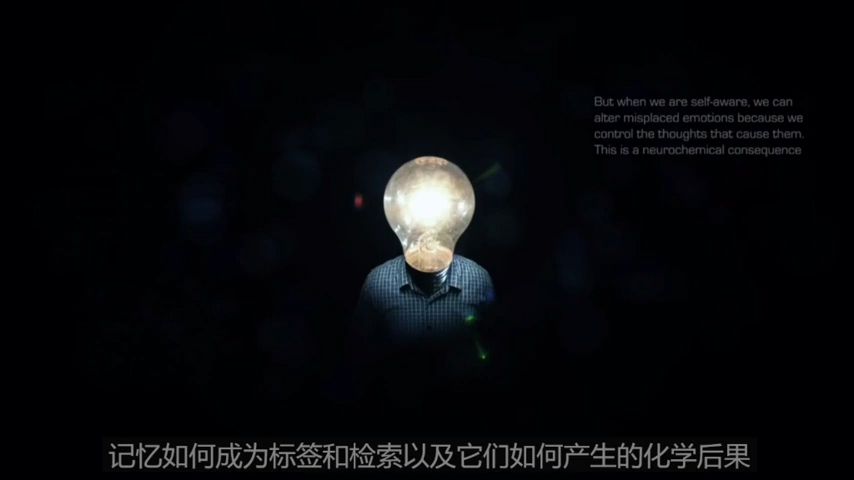 But when we are self-aware, we can
alter misplaced emotions because we
control the thoughts that cause them.
This is a neurochemical consequence
记忆如何成为标签和检索以及它们如何产生的化学后果